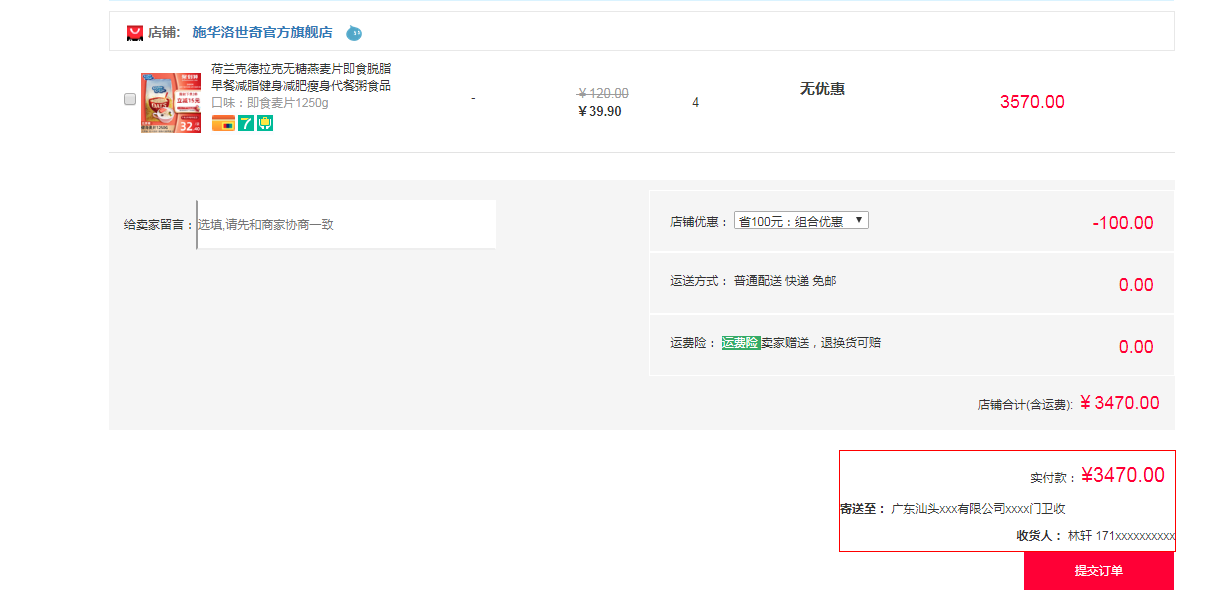 店铺: 施华洛世奇官方旗舰店
荷兰克德拉克无糖燕麦片即食脱脂
早餐减脂健身减肥瘦身代餐粥食品
口味：即食麦片1250g
7
立减15元
32
-
￥120.00
￥39.90
4
无优惠
3570.00
给卖家留言：
选填,请先和商家协商一致
店铺优惠：
省100元：组合优惠
-100.00
运送方式： 普通配送 快递 免邮
0.00
运费险： 运费险 卖家赠送，退换货可赔
0.00
店铺合计(含运费): ￥3470.00
实付款：¥3470.00
寄送至： 广东汕头xxx有限公司xxxx门卫收
收货人： 林轩 171xxxxxxxxxx
提交订单